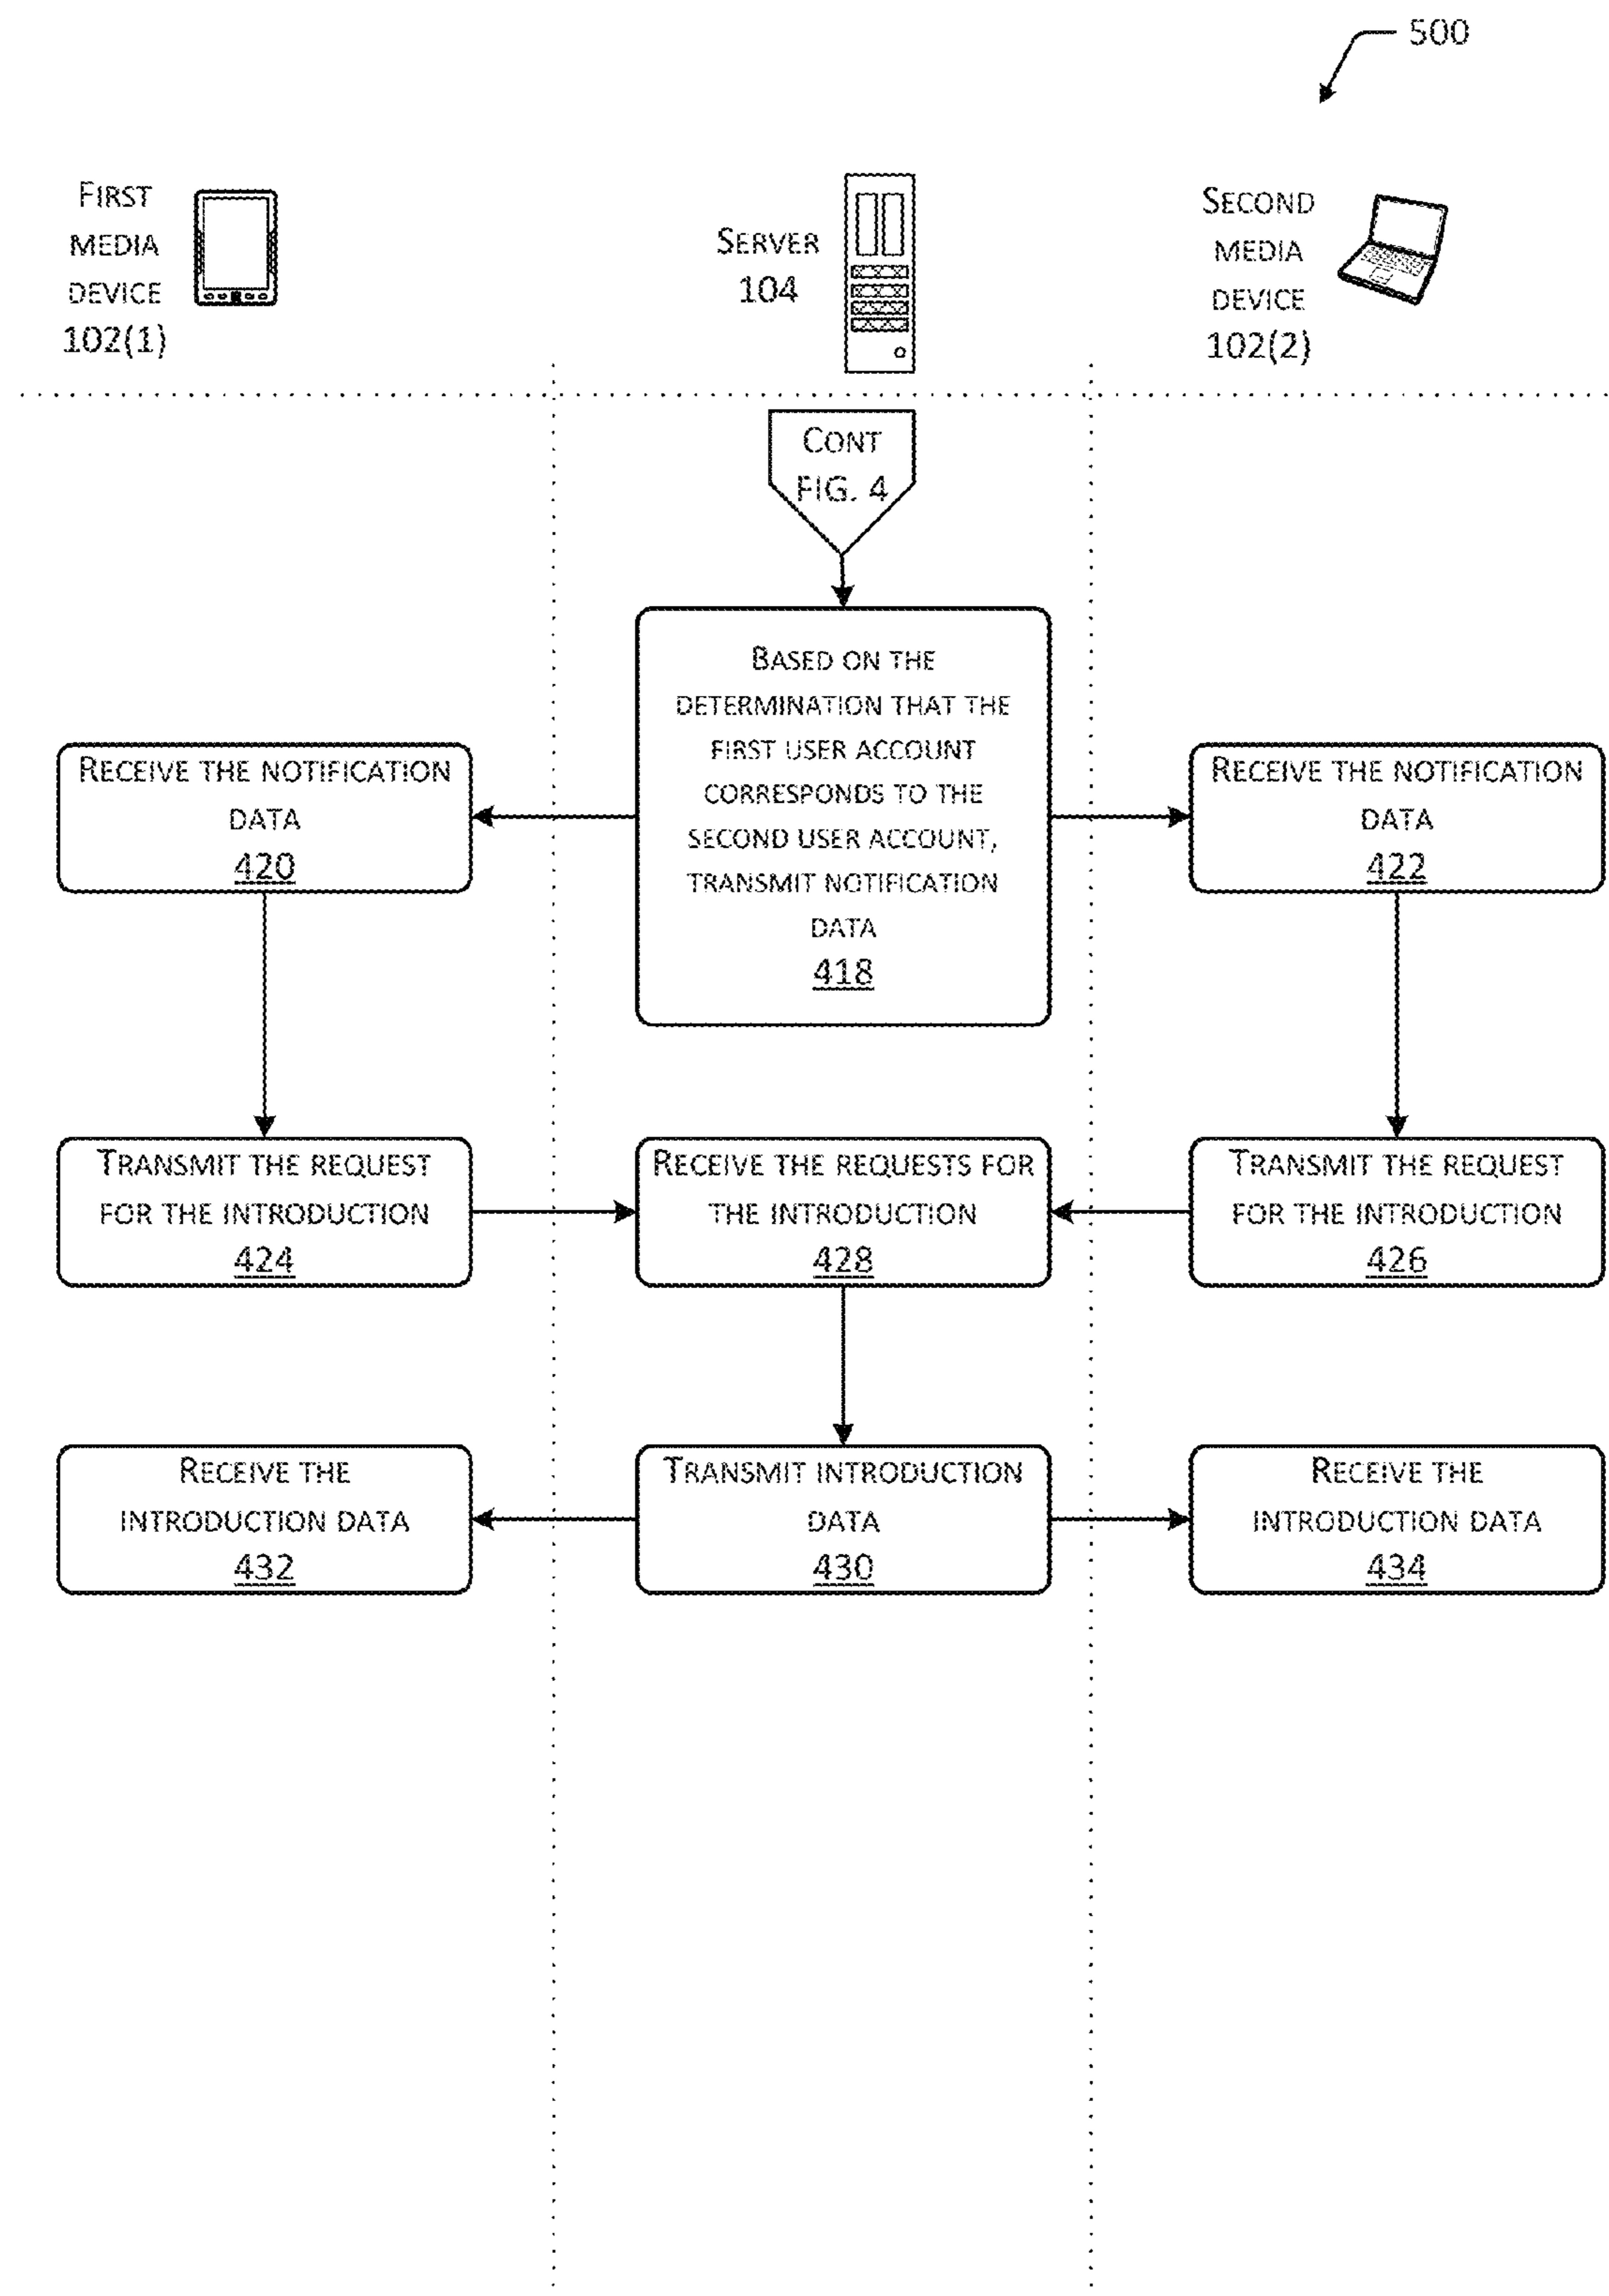 500
First
media
device
102(1)
Server
104
Second
media
device
102(2)
Cont
FIG. 4
Based on the
determination that the
first user account
corresponds to the
second user account,
transmit notification
data
418
Receive the notification
data
420
Receive the notification
data
422
Transmit the request
for the introduction
424
Receive the requests for
the introduction
428
Transmit the request
for the introduction
426
Receive the
introduction data
432
Transmit introduction
data
430
Receive the
introduction data
434